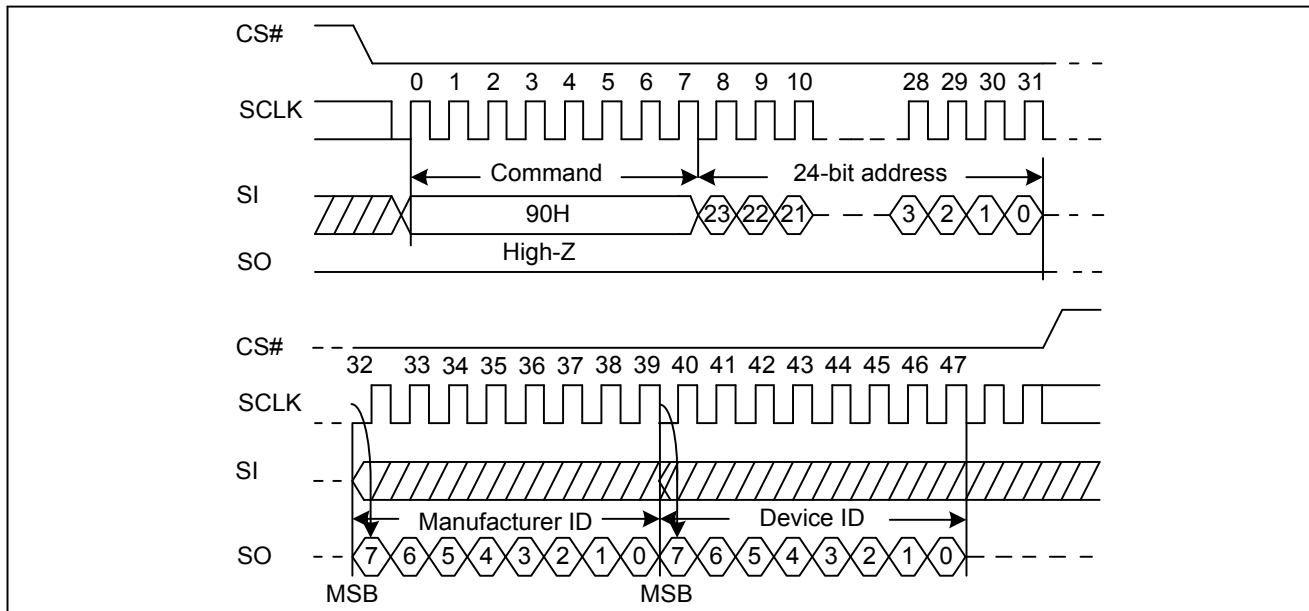 CS#
0 1 2 3 4 5 6 7 8 9 10 28 29 30 31
SCLK
Command 24-bit address
SI
90H 23 22 21 3 2 1 0
High-Z
SO
CS#
32 33 34 35 36 37 38 39 40 41 42 43 44 45 46 47
SCLK
SI
Manufacturer ID Device ID
SO 7 6 5 4 3 2 1 0 7 6 5 4 3 2 1 0
MSB MSB